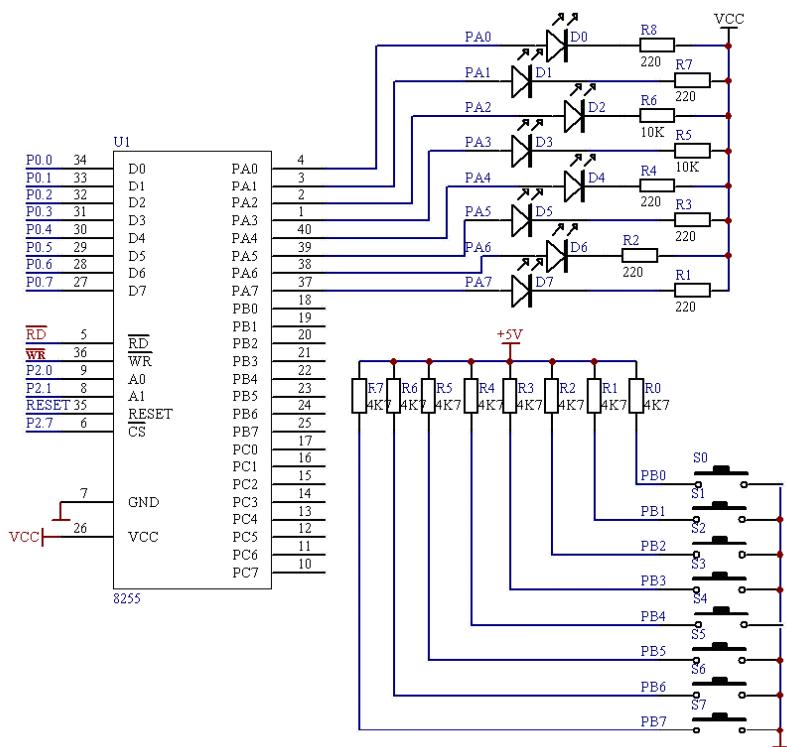 VCC
PA0 D0 R8 220
PA1 D1 R7 220
PA2 D2 R6 10K
PA3 D3 R5 10K
PA4 D4 R4 220
PA5 D5 R3 220
PA6 D6 R2 220
PA7 D7 R1 220
U1
P0.0 34 D0 PA0 4
P0.1 33 D1 PA1 3
P0.2 32 D2 PA2 2
P0.3 31 D3 PA3 1
P0.4 30 D4 PA4 40
P0.5 29 D5 PA5 39
P0.6 28 D6 PA6 38
P0.7 27 D7 PA7 37
PB0 18
PB1 19
RD 5 RD PB2 20
WR 36 WR PB3 21
P2.0 9 A0 PB4 22
P2.1 8 A1 PB5 23
RESET 35 RESET PB6 24
P2.7 6 CS PB7 25
PC0 17
PC1 16
PC2 15
7 GND PC3 14
PC4 13
VCC 26 VCC PC5 12
PC6 11
PC7 10
8255
+5V
R7 R6 R5 R4 R3 R2 R1 R0
4K7 4K7 4K7 4K7 4K7 4K7 4K7 4K7
S0
PB0
S1
PB1
S2
PB2
S3
PB3
S4
PB4
S5
PB5
S6
PB6
S7
PB7